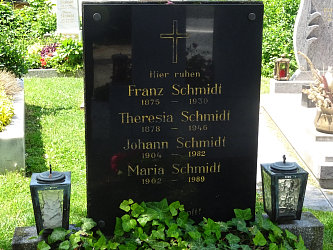 Hier ruhen
Franz Schmidt
1875 — 1930
Theresia Schmidt
1878 — 1946
Johann Schmidt
1904 — 1982
Maria Schmidt
1902 — 1989